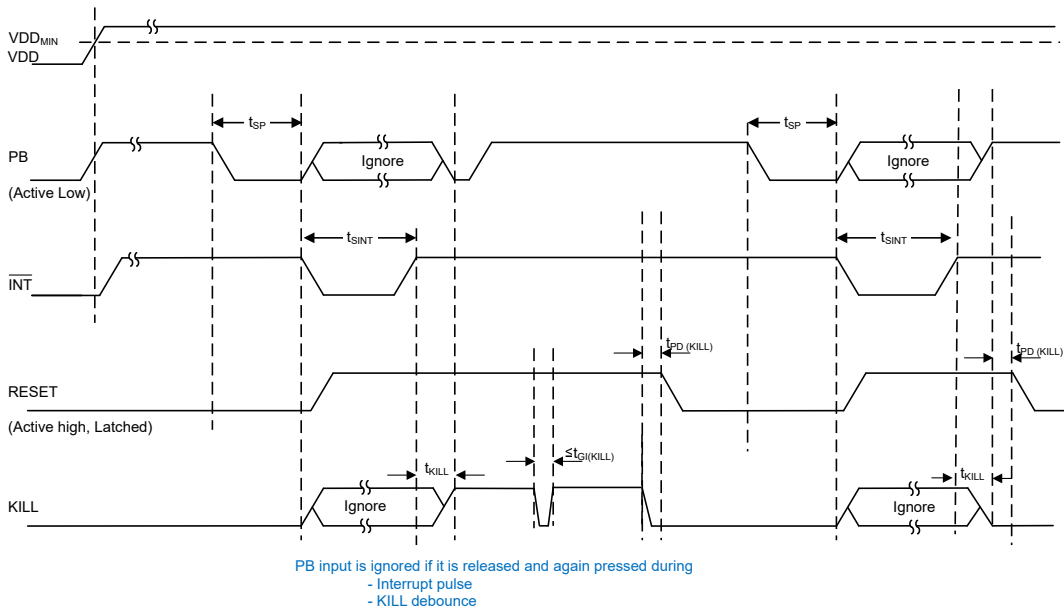 VDDMIN
VDD
tSP
tSP
PB
Ignore
Ignore
(Active Low)
tSINT
tSINT
INT
tPD (KILL)
tPD (KILL)
RESET
(Active high, Latched)
≤tGI(KILL)
tKILL
tKILL
KILL
Ignore
Ignore
PB input is ignored if it is released and again pressed during
- Interrupt pulse
- KILL debounce